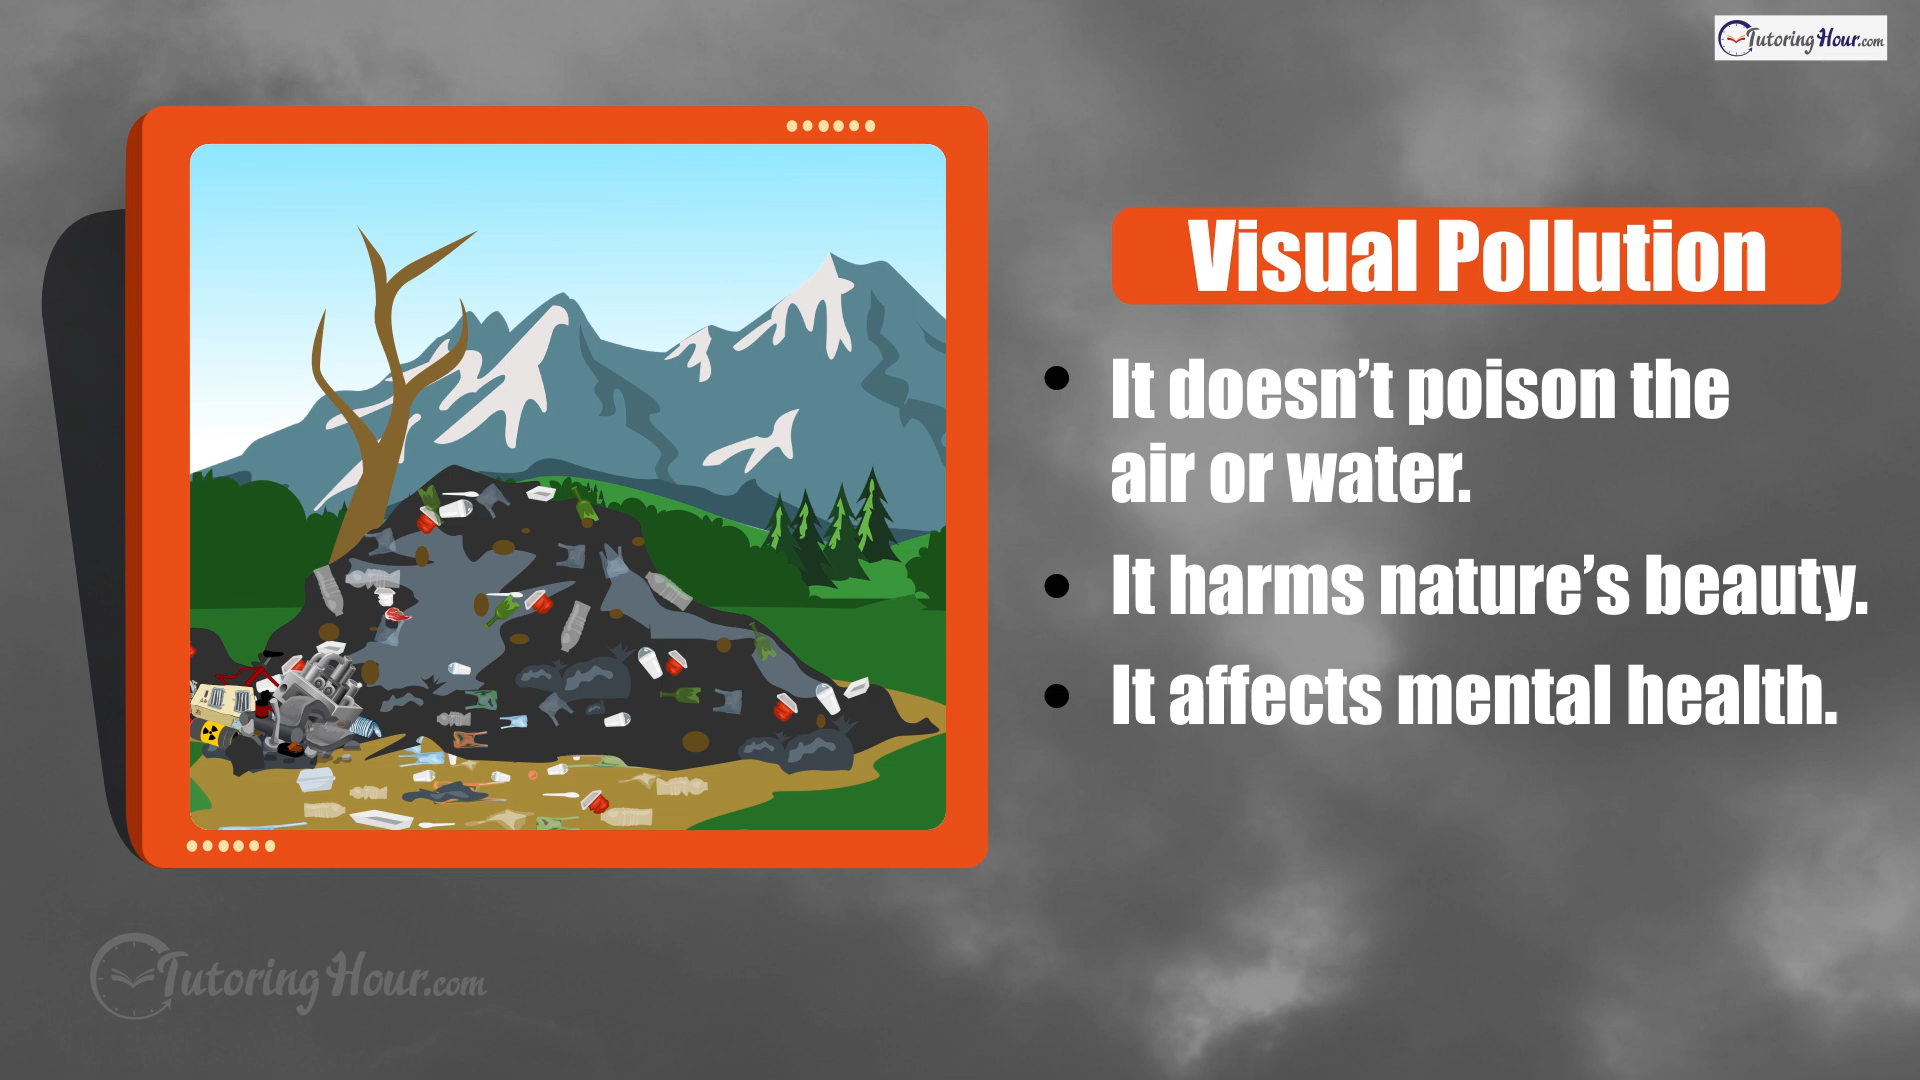 TutoringHour.com
Visual Pollution
• It doesn’t poison the
air or water.
• It harms nature’s beauty.
• It affects mental health.
TutoringHour.com